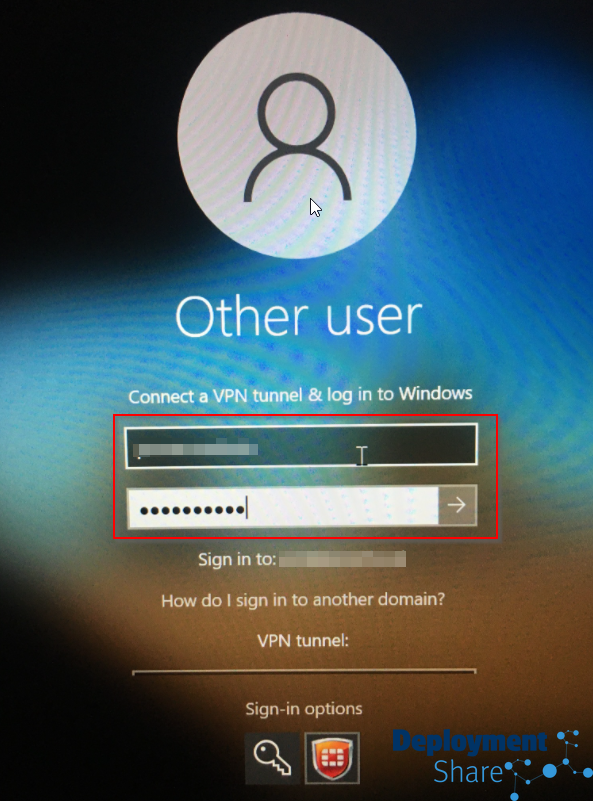 Other user
Connect a VPN tunnel & log in to Windows
Sign in to:
How do I sign in to another domain?
VPN tunnel:
Sign-in options
Deployment
Share